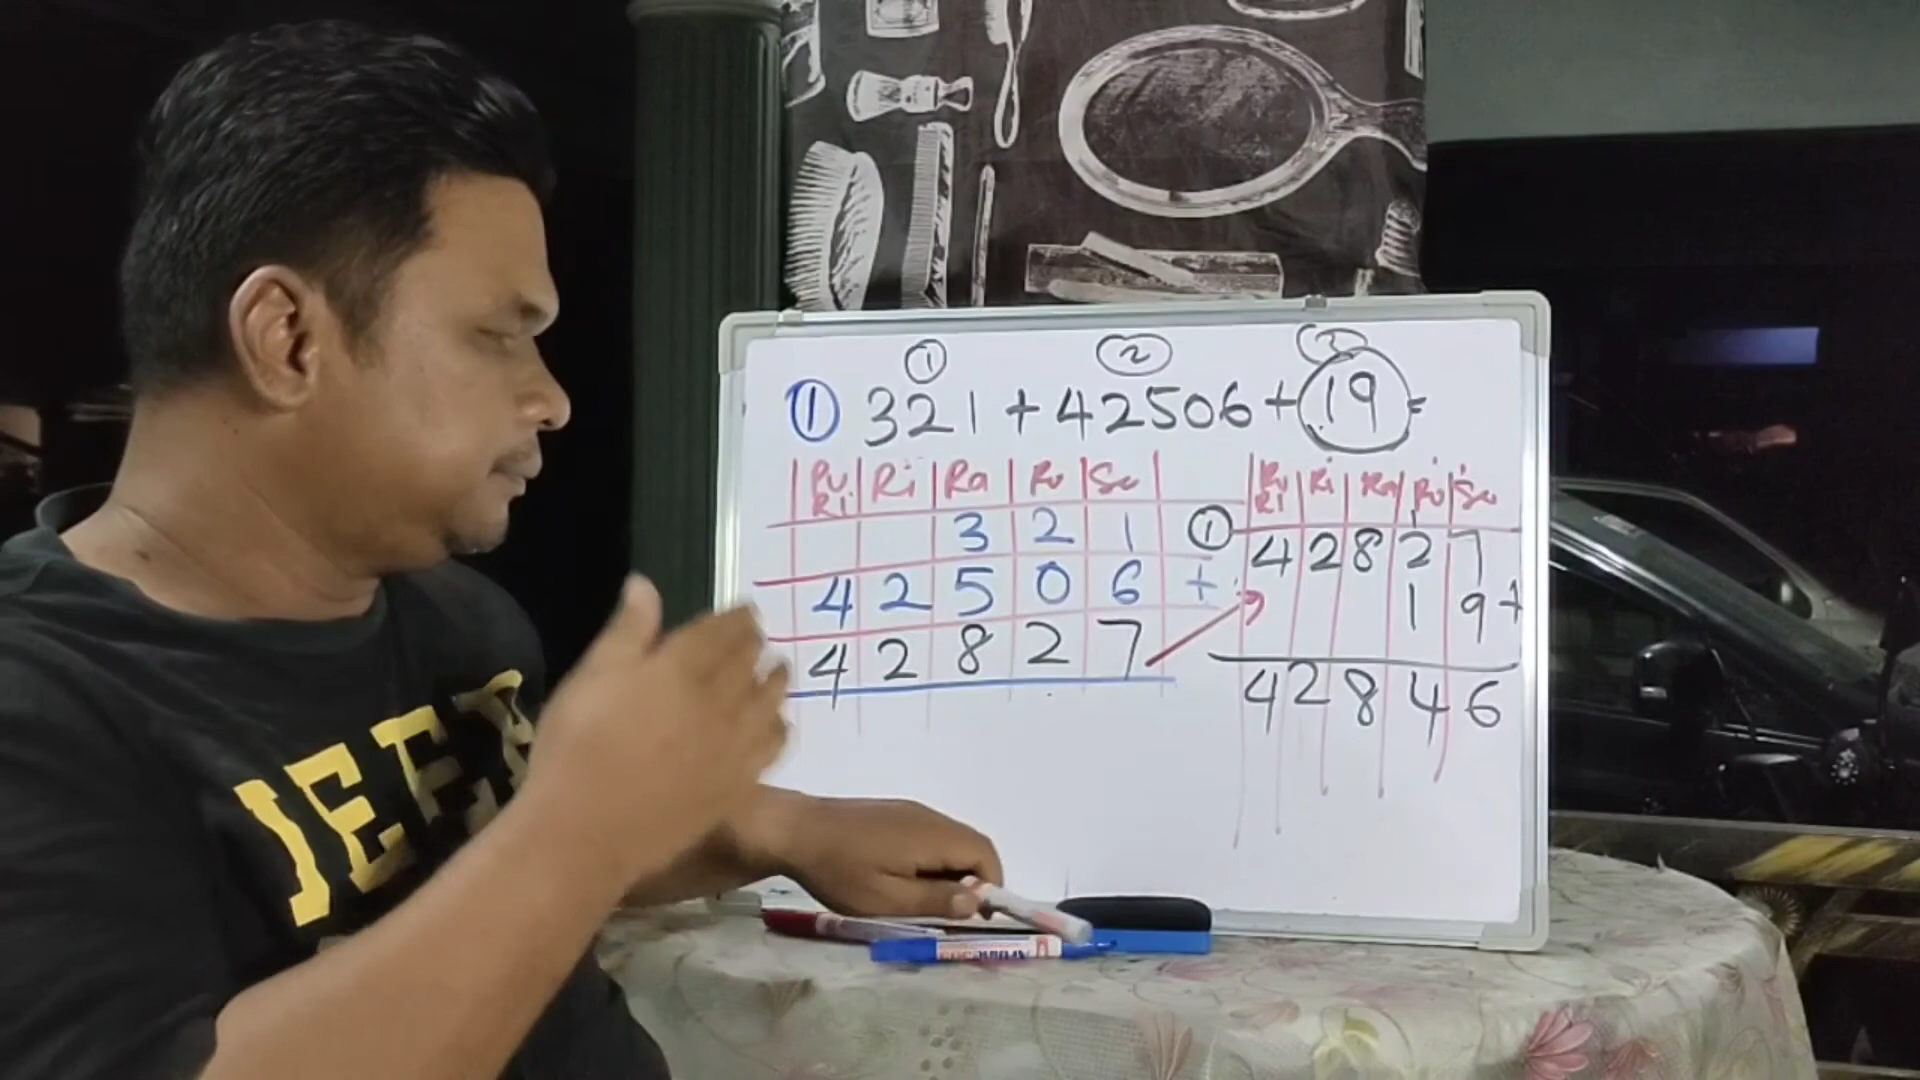 ① ② ③
① 321 + 42506 + 19 =
Pu Ri Ri Ra Pu Sa
3 2 1
4 2 5 0 6 +
4 2 8 2 7
Pu Ri Ri Ra Pu Sa
1
① 4 2 8 2 7
1 9 +
4 2 8 4 6
JEEP